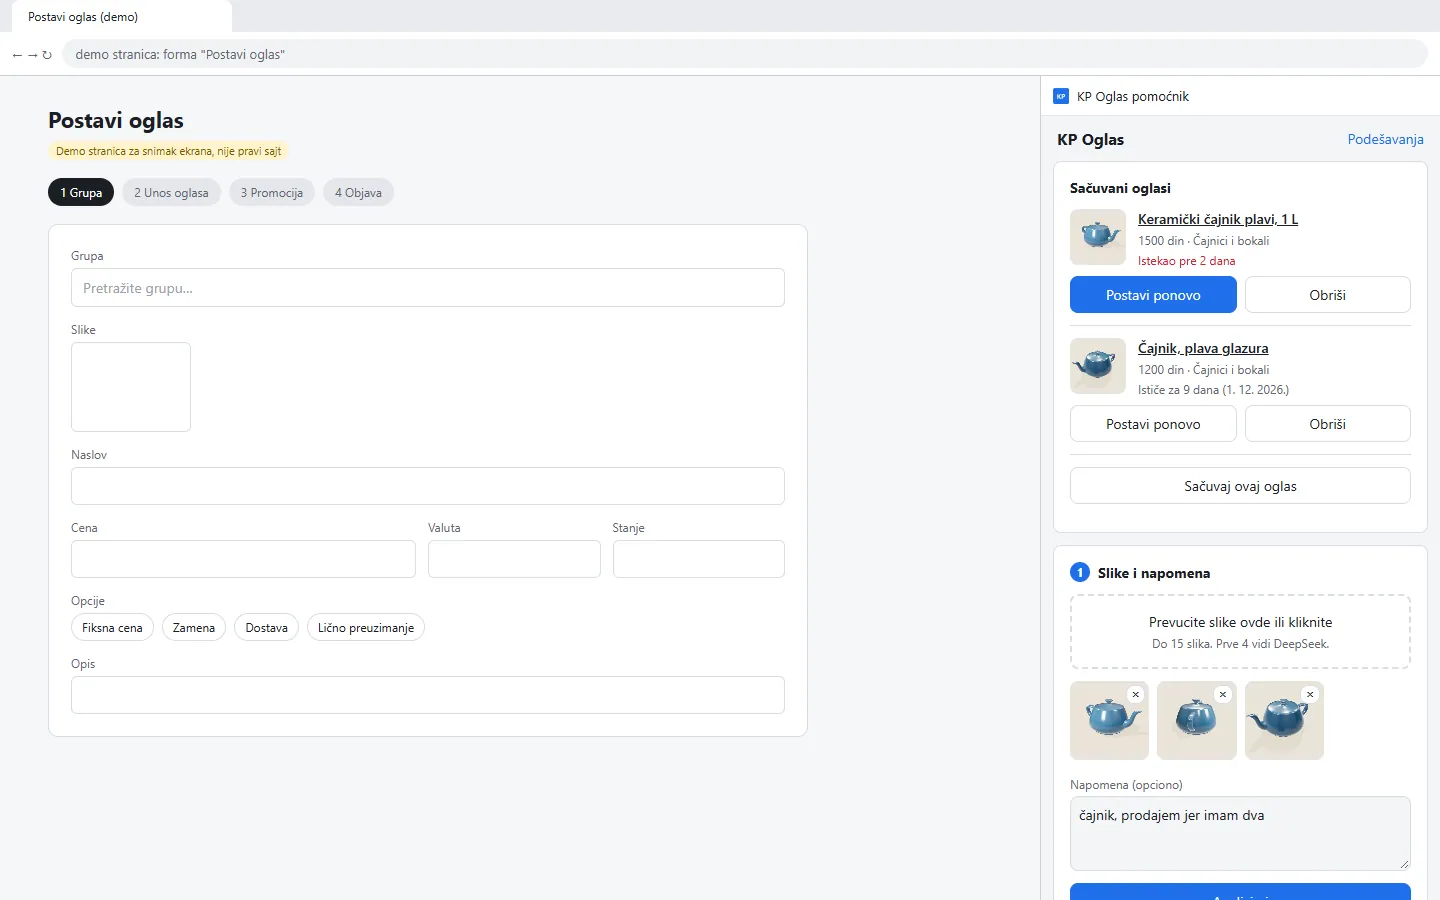 Postavi oglas (demo)
demo stranica: forma "Postavi oglas"
Postavi oglas
Demo stranica za snimak ekrana, nije pravi sajt
1 Grupa
2 Unos oglasa
3 Promocija
4 Objava
Grupa
Pretražite grupu...
Slike
Naslov
Cena
Valuta
Stanje
Opcije
Fiksna cena
Zamena
Dostava
Lično preuzimanje
Opis
KP
KP Oglas pomoćnik
KP Oglas
Podešavanja
Sačuvani oglasi
Keramički čajnik plavi, 1 L
1500 din · Čajnici i bokali
Istekao pre 2 dana
Postavi ponovo
Obriši
Čajnik, plava glazura
1200 din · Čajnici i bokali
Ističe za 9 dana (1. 12. 2026.)
Postavi ponovo
Obriši
Sačuvaj ovaj oglas
1 Slike i napomena
Prevucite slike ovde ili kliknite
Do 15 slika. Prve 4 vidi DeepSeek.
Napomena (opciono)
čajnik, prodajem jer imam dva